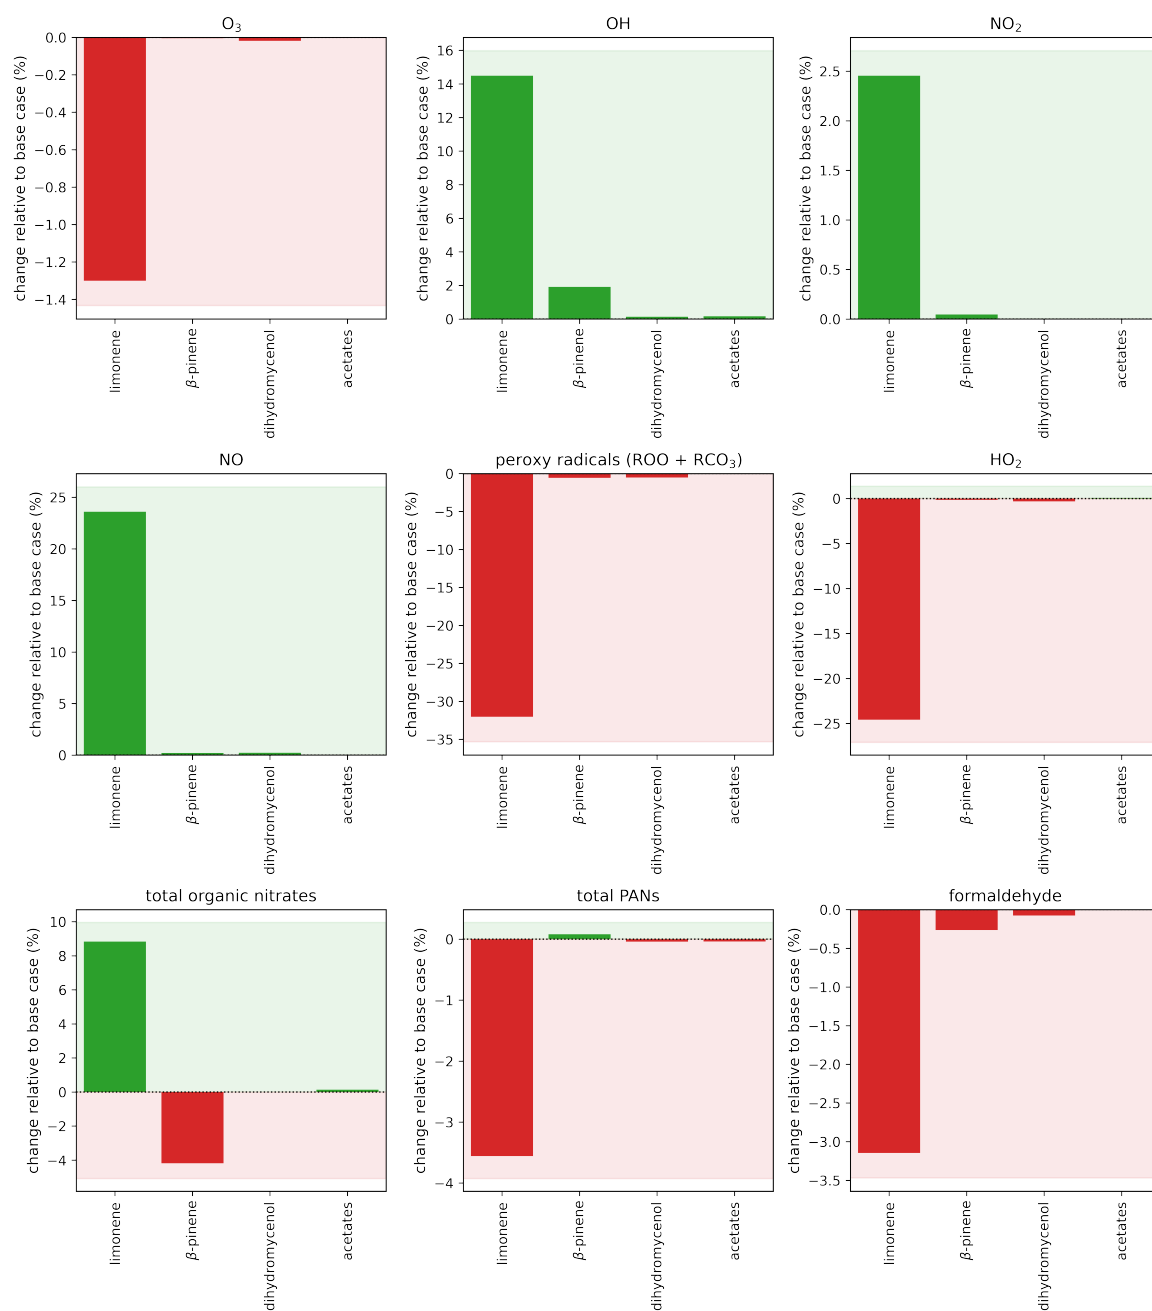 O₃
change relative to base case (%)
0.0
−0.2
−0.4
−0.6
−0.8
−1.0
−1.2
−1.4
limonene
β-pinene
dihydromycenol
acetates
OH
change relative to base case (%)
16
14
12
10
8
6
4
2
0
limonene
β-pinene
dihydromycenol
acetates
NO₂
change relative to base case (%)
2.5
2.0
1.5
1.0
0.5
0.0
limonene
β-pinene
dihydromycenol
acetates
NO
change relative to base case (%)
25
20
15
10
5
0
limonene
β-pinene
dihydromycenol
acetates
peroxy radicals (ROO + RCO₃)
change relative to base case (%)
0
−5
−10
−15
−20
−25
−30
−35
limonene
β-pinene
dihydromycenol
acetates
HO₂
change relative to base case (%)
0
−5
−10
−15
−20
−25
limonene
β-pinene
dihydromycenol
acetates
total organic nitrates
change relative to base case (%)
10
8
6
4
2
0
−2
−4
limonene
β-pinene
dihydromycenol
acetates
total PANs
change relative to base case (%)
0
−1
−2
−3
−4
limonene
β-pinene
dihydromycenol
acetates
formaldehyde
change relative to base case (%)
0.0
−0.5
−1.0
−1.5
−2.0
−2.5
−3.0
−3.5
limonene
β-pinene
dihydromycenol
acetates